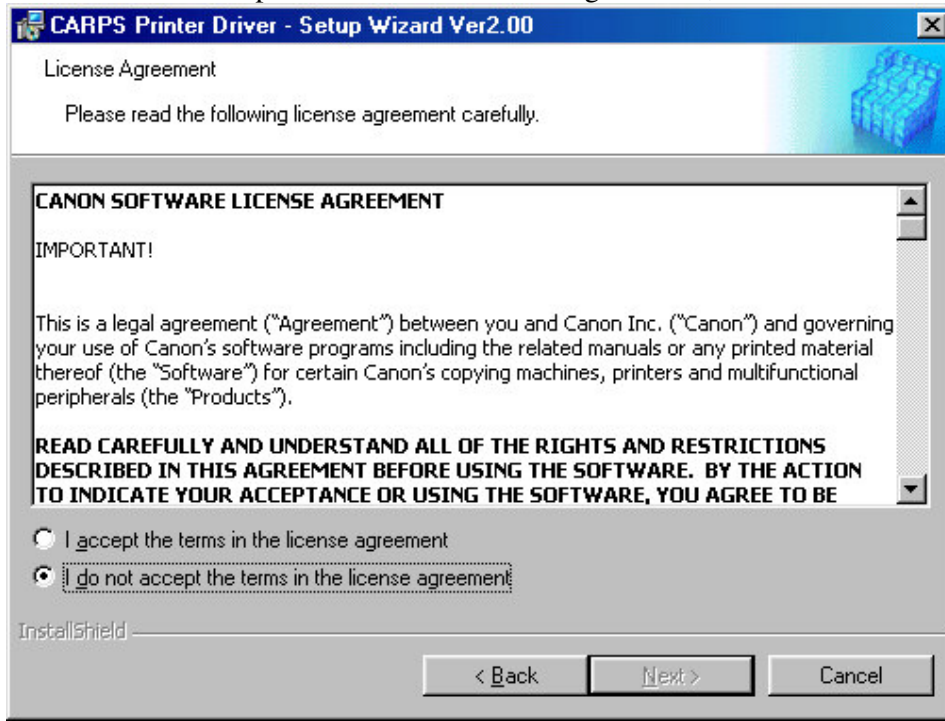 CARPS Printer Driver - Setup Wizard Ver2.00
License Agreement
Please read the following license agreement carefully.
CANON SOFTWARE LICENSE AGREEMENT
IMPORTANT!
This is a legal agreement (“Agreement”) between you and Canon Inc. (“Canon”) and governing
your use of Canon’s software programs including the related manuals or any printed material
thereof (the “Software”) for certain Canon’s copying machines, printers and multifunctional
peripherals (the “Products”).
READ CAREFULLY AND UNDERSTAND ALL OF THE RIGHTS AND RESTRICTIONS
DESCRIBED IN THIS AGREEMENT BEFORE USING THE SOFTWARE.  BY THE ACTION
TO INDICATE YOUR ACCEPTANCE OR USING THE SOFTWARE, YOU AGREE TO BE
I accept the terms in the license agreement
I do not accept the terms in the license agreement
InstallShield
< Back Next > Cancel